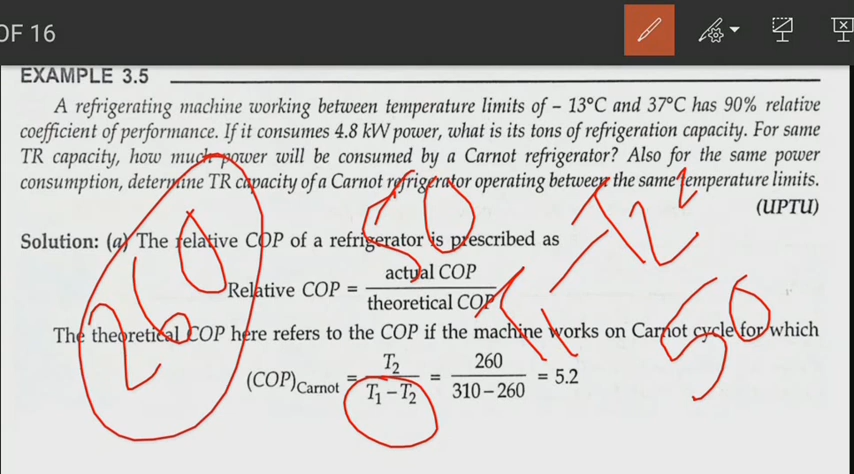 OF 16
EXAMPLE 3.5
A refrigerating machine working between temperature limits of – 13°C and 37°C has 90% relative
coefficient of performance. If it consumes 4.8 kW power, what is its tons of refrigeration capacity. For same
TR capacity, how much power will be consumed by a Carnot refrigerator? Also for the same power
consumption, determine TR capacity of a Carnot refrigerator operating between the same temperature limits.
(UPTU)
Solution: (a) The relative COP of a refrigerator is prescribed as
Relative COP = actual COP / theoretical COP
The theoretical COP here refers to the COP if the machine works on Carnot cycle for which
(COP)Carnot = T₂ / (T₁ – T₂) = 260 / (310 – 260) = 5.2
260
50
T1 – T2
2
50